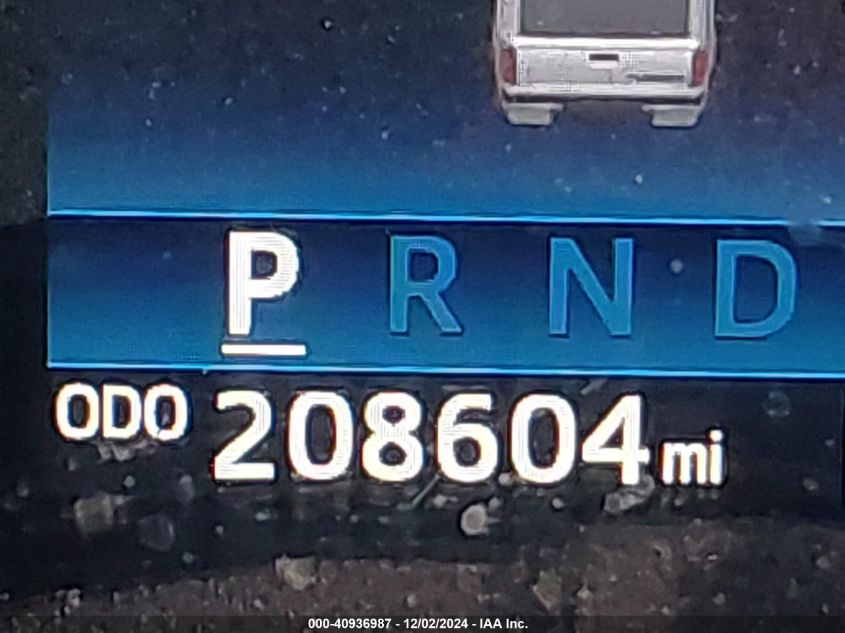 P R N D
ODO 208604 mi
000-40936987 - 12/02/2024 - IAA Inc.